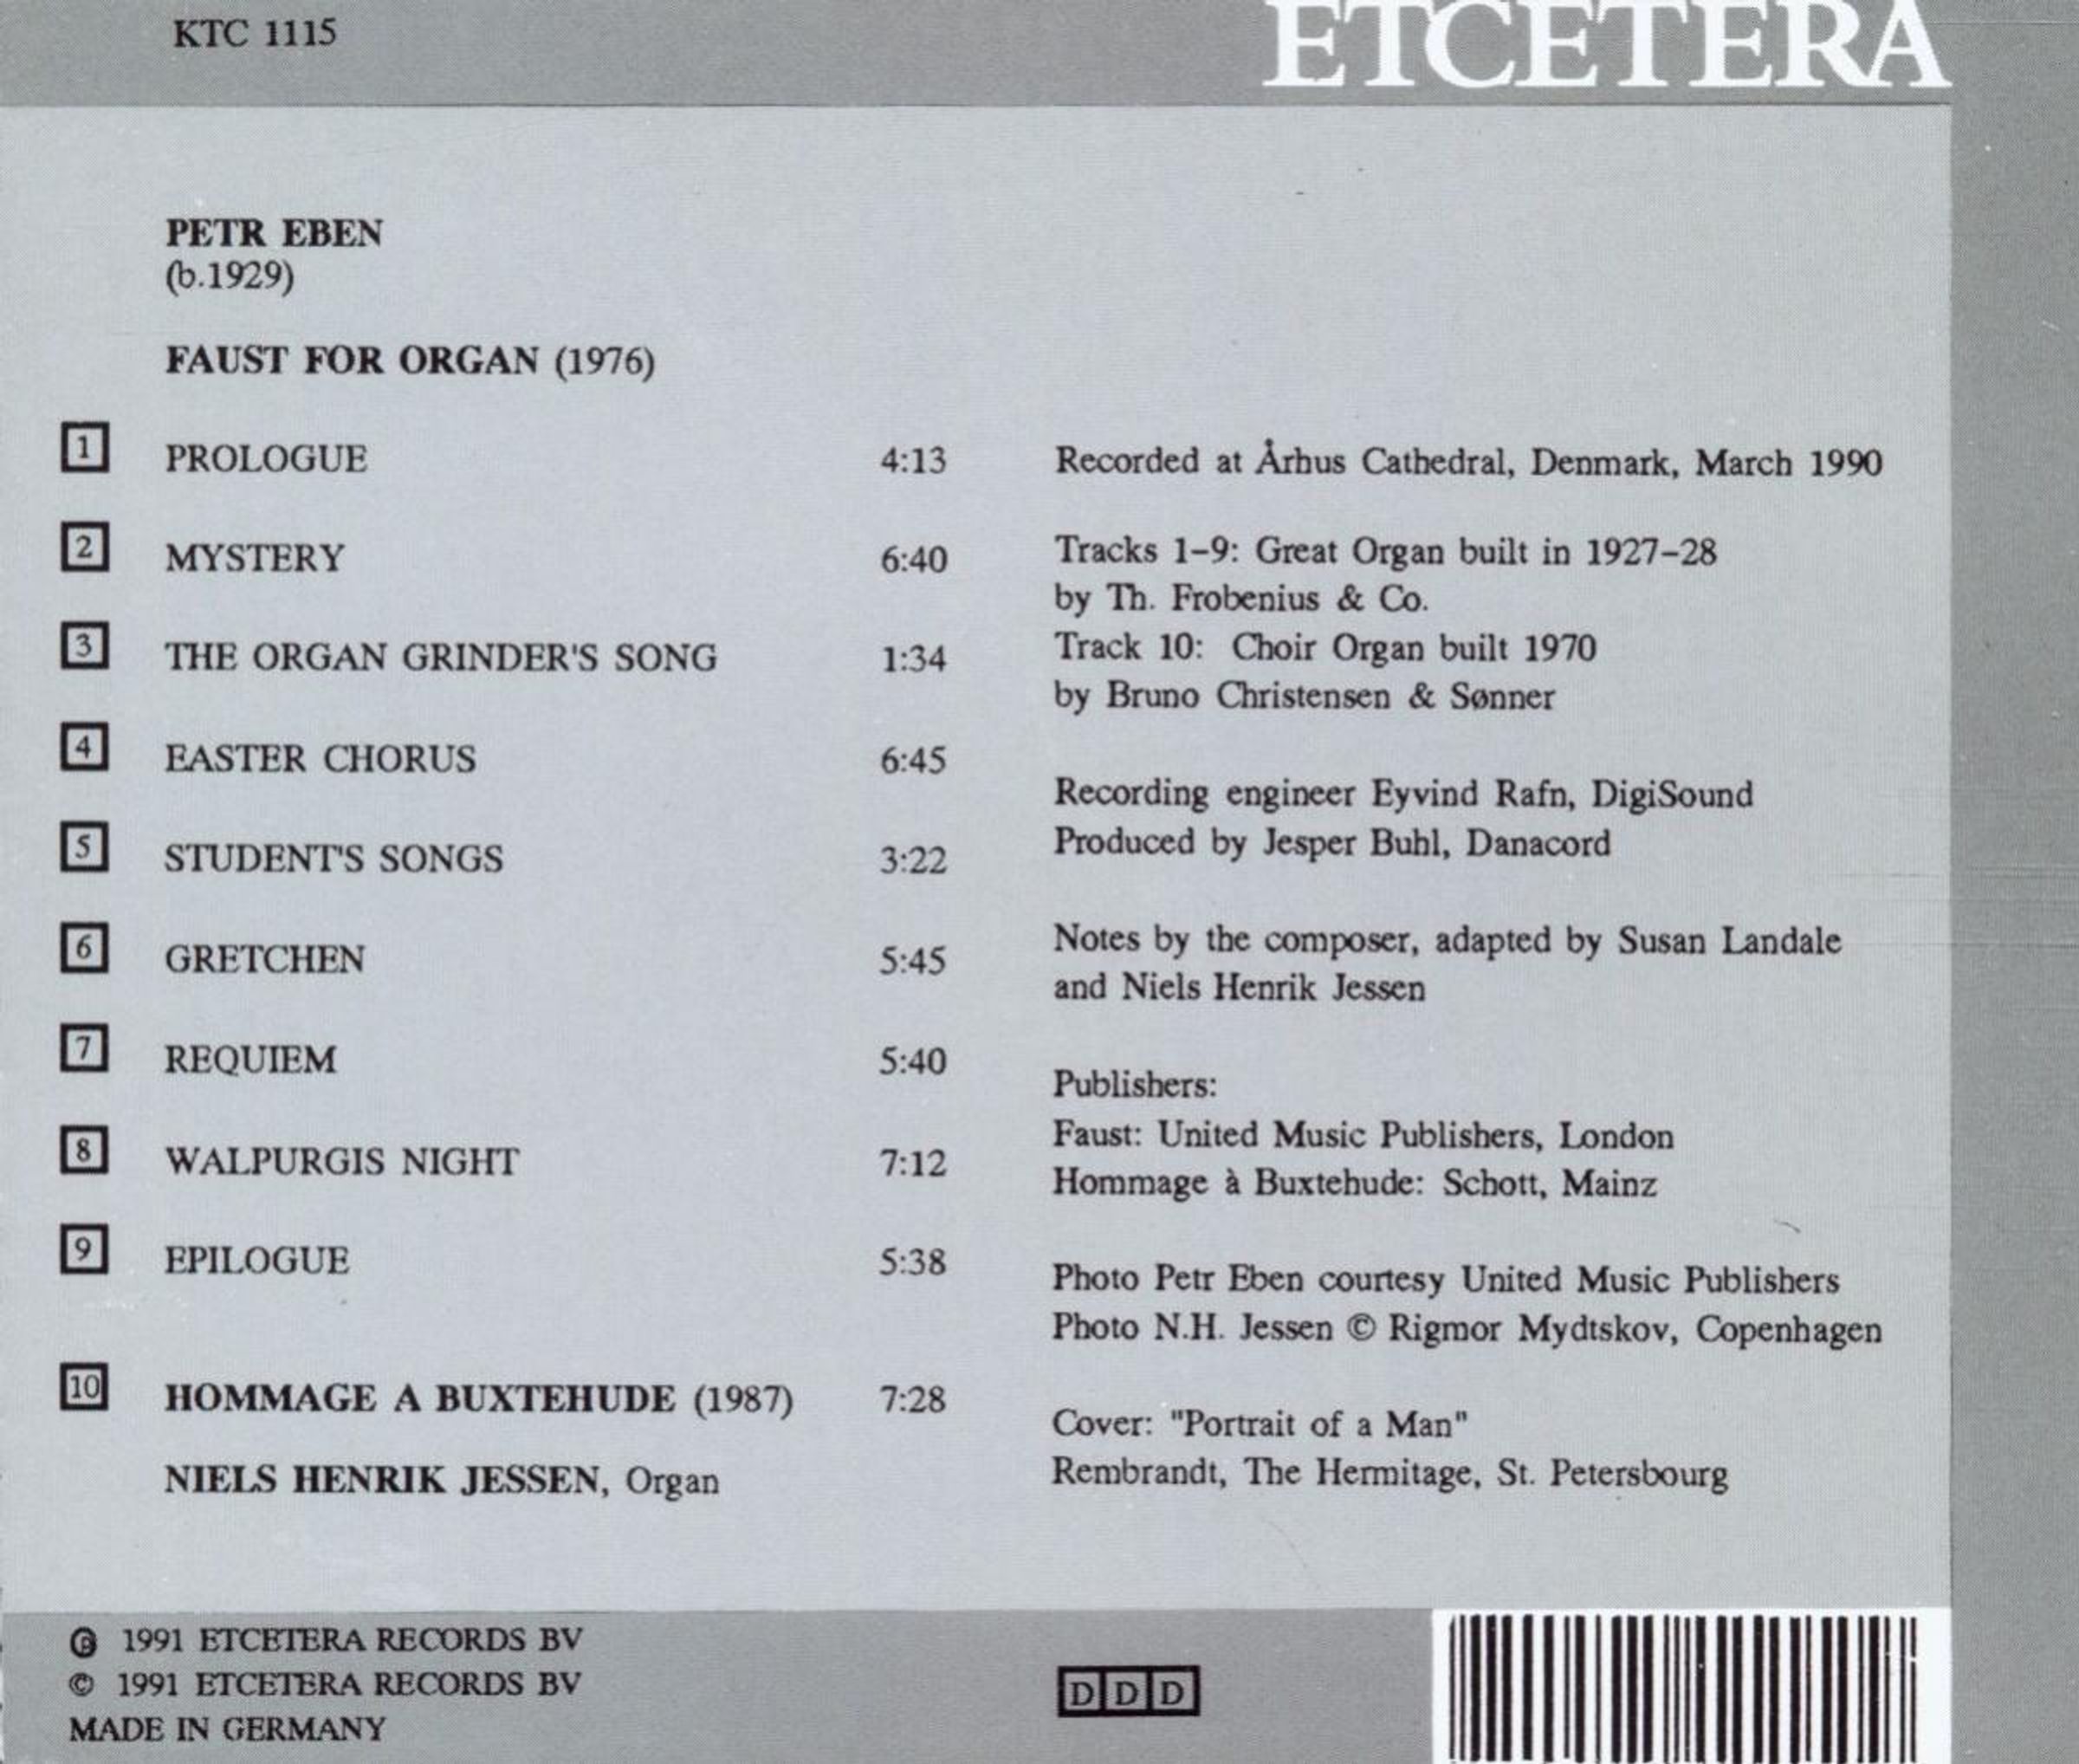 KTC 1115
ETCETERA
PETR EBEN
(b.1929)
FAUST FOR ORGAN (1976)
1 PROLOGUE 4:13
2 MYSTERY 6:40
3 THE ORGAN GRINDER'S SONG 1:34
4 EASTER CHORUS 6:45
5 STUDENT'S SONGS 3:22
6 GRETCHEN 5:45
7 REQUIEM 5:40
8 WALPURGIS NIGHT 7:12
9 EPILOGUE 5:38
10 HOMMAGE A BUXTEHUDE (1987) 7:28
NIELS HENRIK JESSEN, Organ
Recorded at Århus Cathedral, Denmark, March 1990
Tracks 1–9: Great Organ built in 1927–28
by Th. Frobenius & Co.
Track 10: Choir Organ built 1970
by Bruno Christensen & Sønner
Recording engineer Eyvind Rafn, DigiSound
Produced by Jesper Buhl, Danacord
Notes by the composer, adapted by Susan Landale
and Niels Henrik Jessen
Publishers:
Faust: United Music Publishers, London
Hommage à Buxtehude: Schott, Mainz
Photo Petr Eben courtesy United Music Publishers
Photo N.H. Jessen © Rigmor Mydtskov, Copenhagen
Cover: "Portrait of a Man"
Rembrandt, The Hermitage, St. Petersbourg
℗ 1991 ETCETERA RECORDS BV
© 1991 ETCETERA RECORDS BV
MADE IN GERMANY
DDD